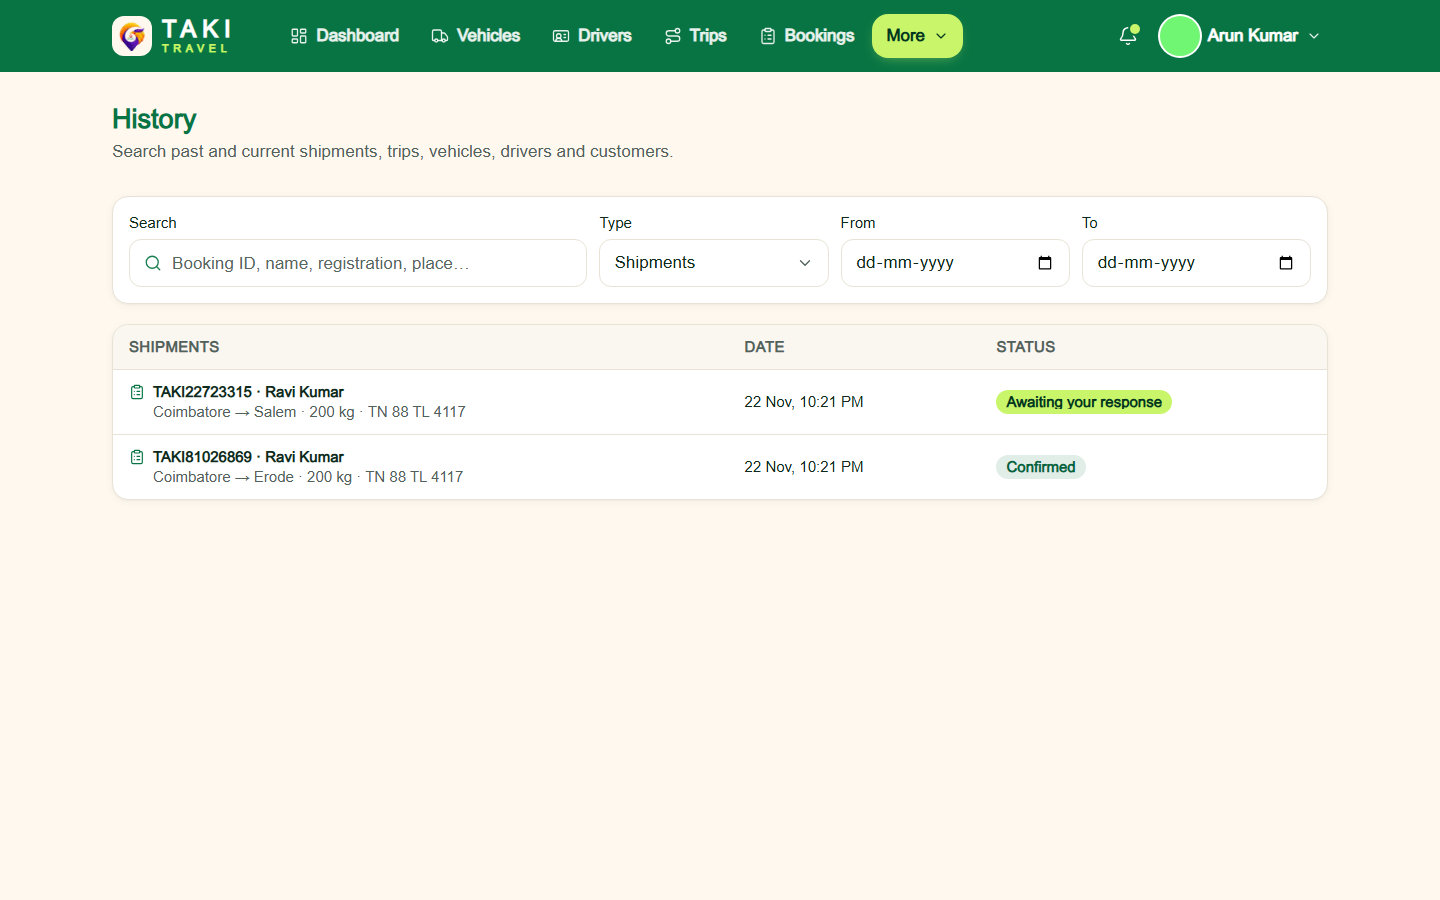 TAKI
TRAVEL
Dashboard
Vehicles
Drivers
Trips
Bookings
More
Arun Kumar
History
Search past and current shipments, trips, vehicles, drivers and customers.
Search
Type
From
To
Booking ID, name, registration, place…
Shipments
dd-mm-yyyy
dd-mm-yyyy
SHIPMENTS
DATE
STATUS
TAKI22723315 · Ravi Kumar
Coimbatore → Salem · 200 kg · TN 88 TL 4117
22 Nov, 10:21 PM
Awaiting your response
TAKI81026869 · Ravi Kumar
Coimbatore → Erode · 200 kg · TN 88 TL 4117
22 Nov, 10:21 PM
Confirmed